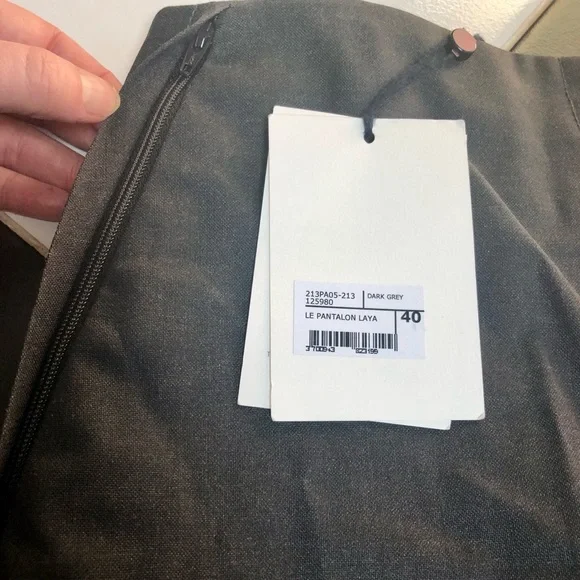 213PA05-213
125980
DARK GREY
LE PANTALON LAYA
40